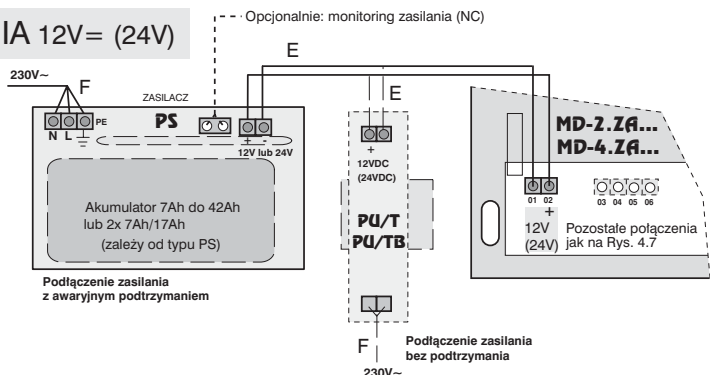 IA 12V= (24V)
Opcjonalnie: monitoring zasilania (NC)
E
230V~
F
ZASILACZ
PS
PE
N L
+ -
12V lub 24V
Akumulator 7Ah do 42Ah
lub 2x 7Ah/17Ah
(zależy od typu PS)
Podłączenie zasilania
z awaryjnym podtrzymaniem
E
+
12VDC
(24VDC)
PU/T
PU/TB
F
230V~
Podłączenie zasilania
bez podtrzymania
MD-2.ZA...
MD-4.ZA...
01 02
03 04 05 06
+
12V
(24V)
Pozostałe połączenia
jak na Rys. 4.7